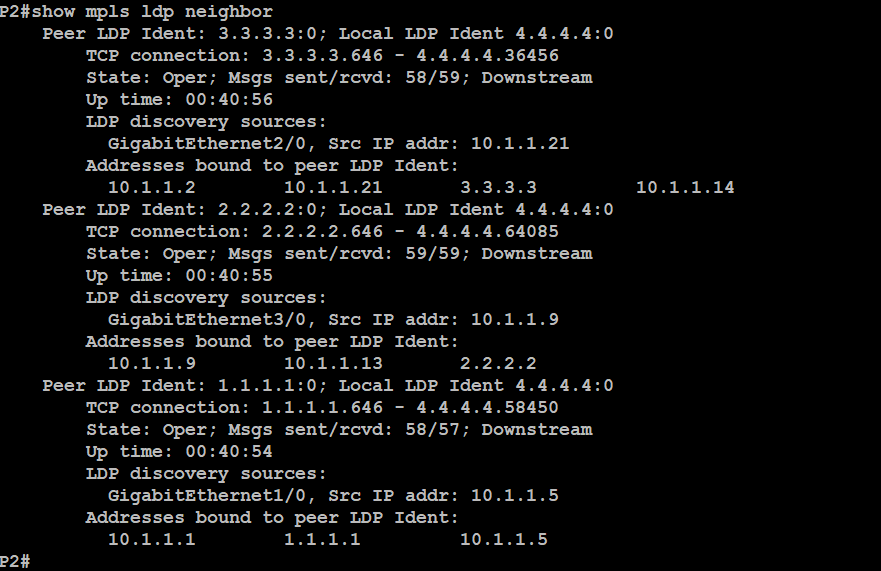 P2#show mpls ldp neighbor
    Peer LDP Ident: 3.3.3.3:0; Local LDP Ident 4.4.4.4:0
        TCP connection: 3.3.3.3.646 - 4.4.4.4.36456
        State: Oper; Msgs sent/rcvd: 58/59; Downstream
        Up time: 00:40:56
        LDP discovery sources:
          GigabitEthernet2/0, Src IP addr: 10.1.1.21
        Addresses bound to peer LDP Ident:
          10.1.1.2        10.1.1.21       3.3.3.3         10.1.1.14
    Peer LDP Ident: 2.2.2.2:0; Local LDP Ident 4.4.4.4:0
        TCP connection: 2.2.2.2.646 - 4.4.4.4.64085
        State: Oper; Msgs sent/rcvd: 59/59; Downstream
        Up time: 00:40:55
        LDP discovery sources:
          GigabitEthernet3/0, Src IP addr: 10.1.1.9
        Addresses bound to peer LDP Ident:
          10.1.1.9        10.1.1.13       2.2.2.2
    Peer LDP Ident: 1.1.1.1:0; Local LDP Ident 4.4.4.4:0
        TCP connection: 1.1.1.1.646 - 4.4.4.4.58450
        State: Oper; Msgs sent/rcvd: 58/57; Downstream
        Up time: 00:40:54
        LDP discovery sources:
          GigabitEthernet1/0, Src IP addr: 10.1.1.5
        Addresses bound to peer LDP Ident:
          10.1.1.1        1.1.1.1         10.1.1.5
P2#